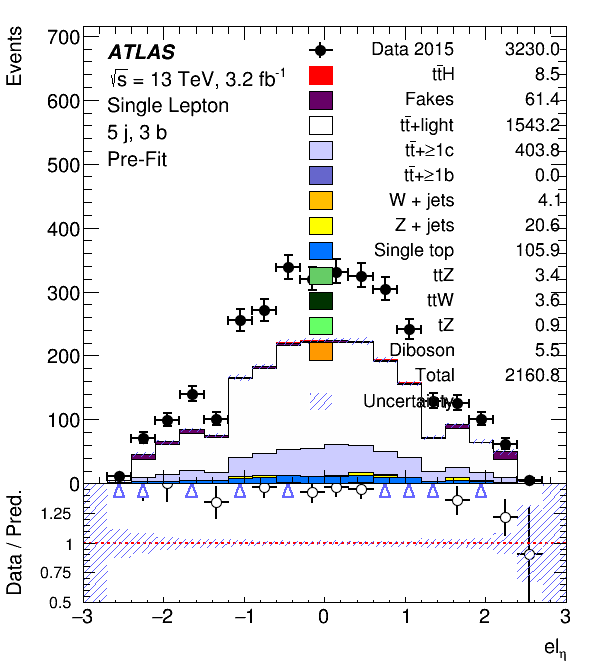 Events
700
600
500
400
300
200
100
0
ATLAS
√s = 13 TeV, 3.2 fb⁻¹
Single Lepton
5 j, 3 b
Pre-Fit
Data 2015 3230.0
tt̄H 8.5
Fakes 61.4
tt̄+light 1543.2
tt̄+≥1c 403.8
tt̄+≥1b 0.0
W + jets 4.1
Z + jets 20.6
Single top 105.9
ttZ 3.4
ttW 3.6
tZ 0.9
Diboson 5.5
Total 2160.8
Uncertainty
Data / Pred.
1.25
1
0.75
0.5
−3 −2 −1 0 1 2 3
el_η